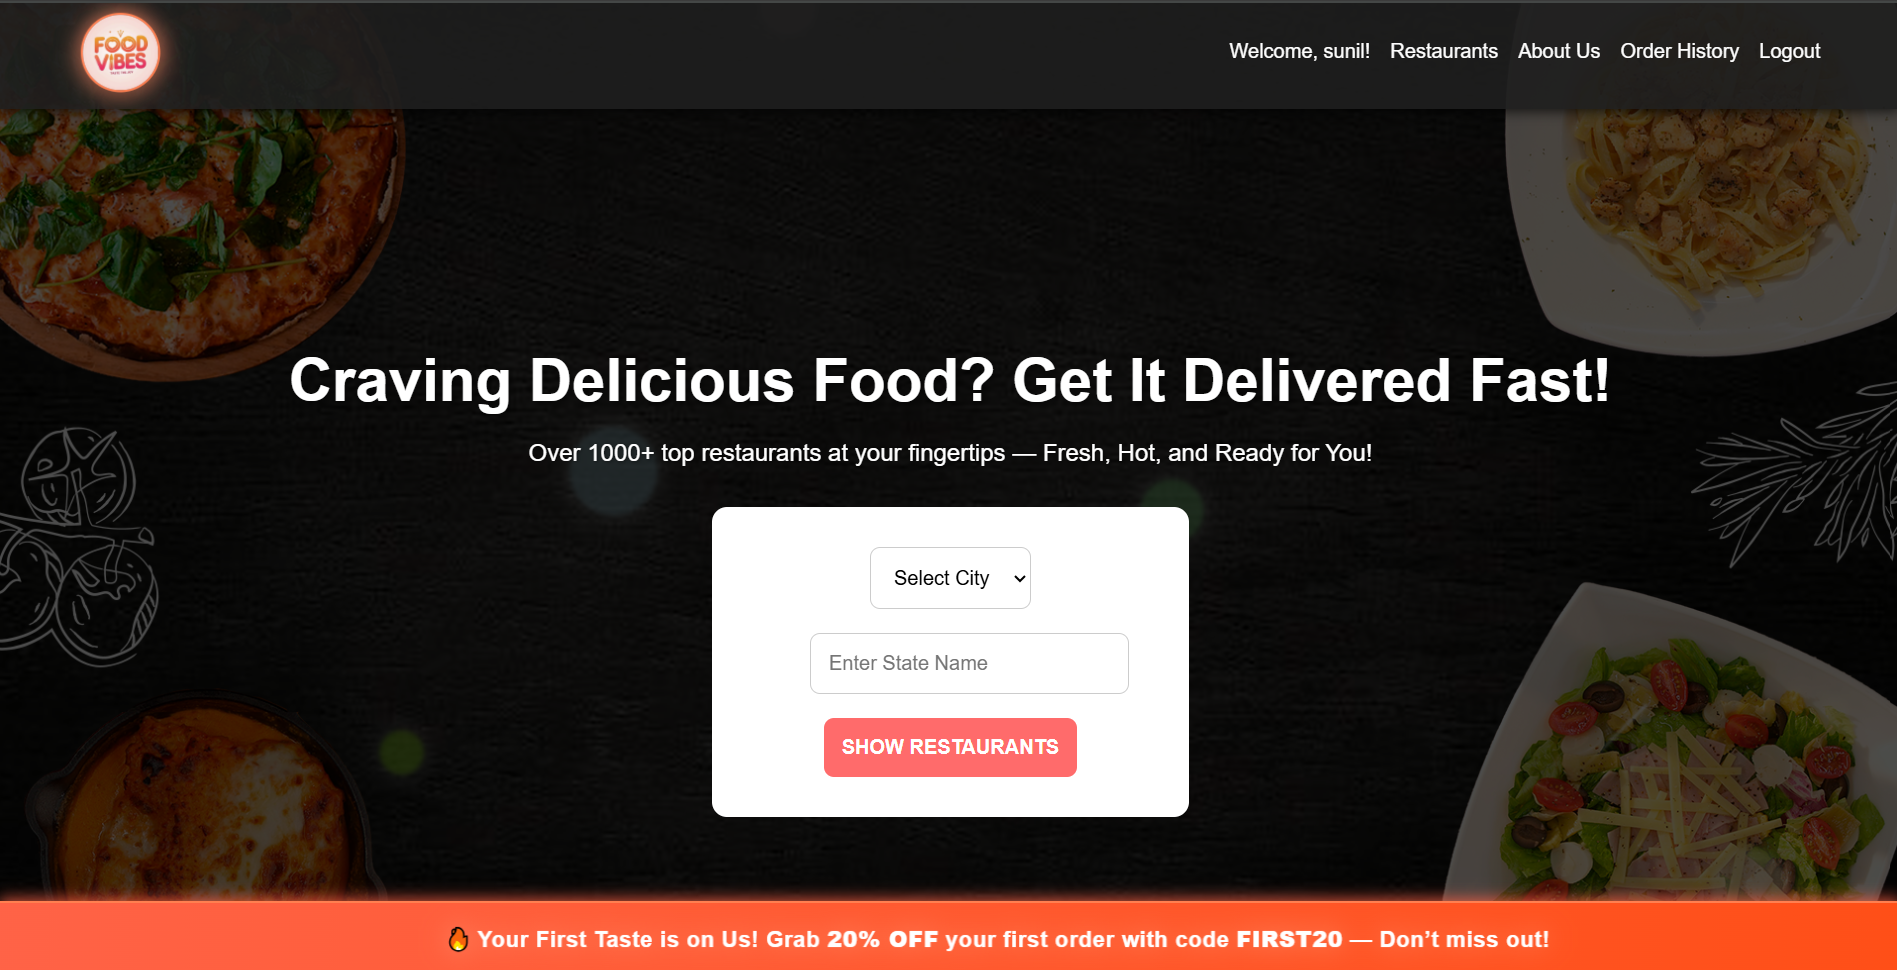 FOOD
VIBES
Welcome, sunil! Restaurants About Us Order History Logout
Craving Delicious Food? Get It Delivered Fast!
Over 1000+ top restaurants at your fingertips — Fresh, Hot, and Ready for You!
Select City
Enter State Name
SHOW RESTAURANTS
🔥 Your First Taste is on Us! Grab 20% OFF your first order with code FIRST20 — Don’t miss out!